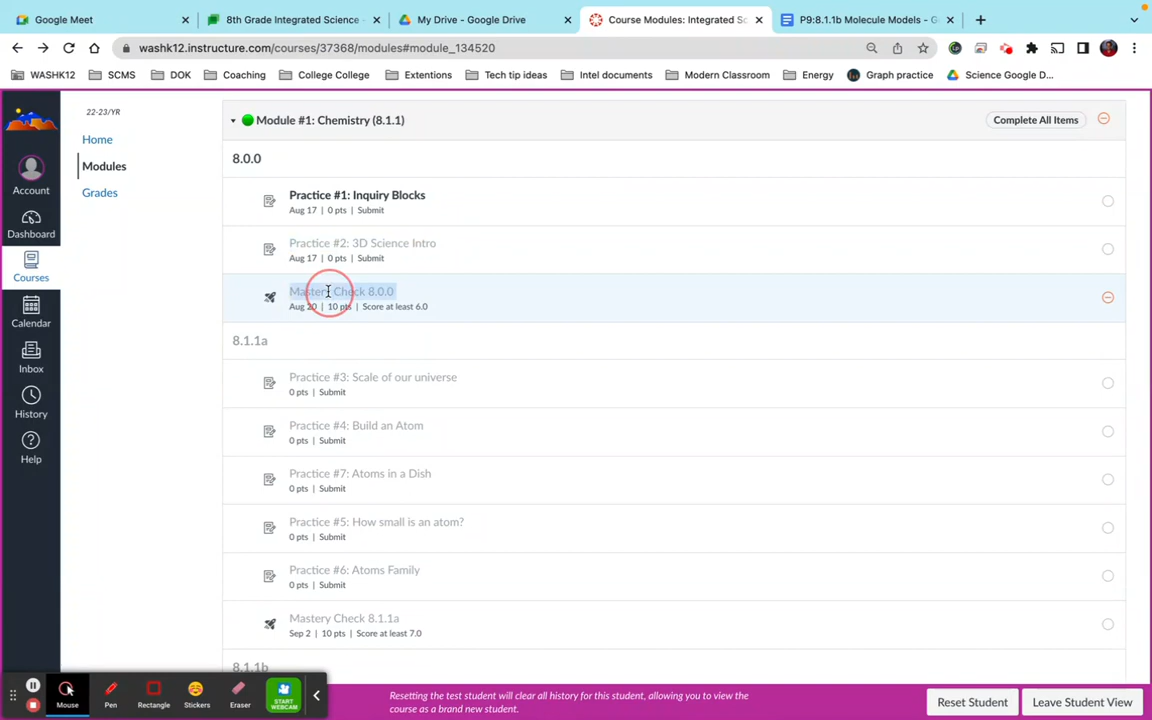 Google Meet
8th Grade Integrated Science -
My Drive - Google Drive
Course Modules: Integrated Sc
P9:8.1.1b Molecule Models - G
washk12.instructure.com/courses/37368/modules#module_134520
WASHK12
SCMS
DOK
Coaching
College College
Extentions
Tech tip ideas
Intel documents
Modern Classroom
Energy
Graph practice
Science Google D...
22-23/YR
Home
Modules
Grades
Account
Dashboard
Courses
Calendar
Inbox
History
Help
Module #1: Chemistry (8.1.1)
Complete All Items
8.0.0
Practice #1: Inquiry Blocks
Aug 17 | 0 pts | Submit
Practice #2: 3D Science Intro
Aug 17 | 0 pts | Submit
Mastery Check 8.0.0
Aug 20 | 10 pts | Score at least 6.0
8.1.1a
Practice #3: Scale of our universe
0 pts | Submit
Practice #4: Build an Atom
0 pts | Submit
Practice #7: Atoms in a Dish
0 pts | Submit
Practice #5: How small is an atom?
0 pts | Submit
Practice #6: Atoms Family
0 pts | Submit
Mastery Check 8.1.1a
Sep 2 | 10 pts | Score at least 7.0
8.1.1b
Mouse
Pen
Rectangle
Stickers
Eraser
START
WEBCAM
Resetting the test student will clear all history for this student, allowing you to view the
course as a brand new student.
Reset Student
Leave Student View